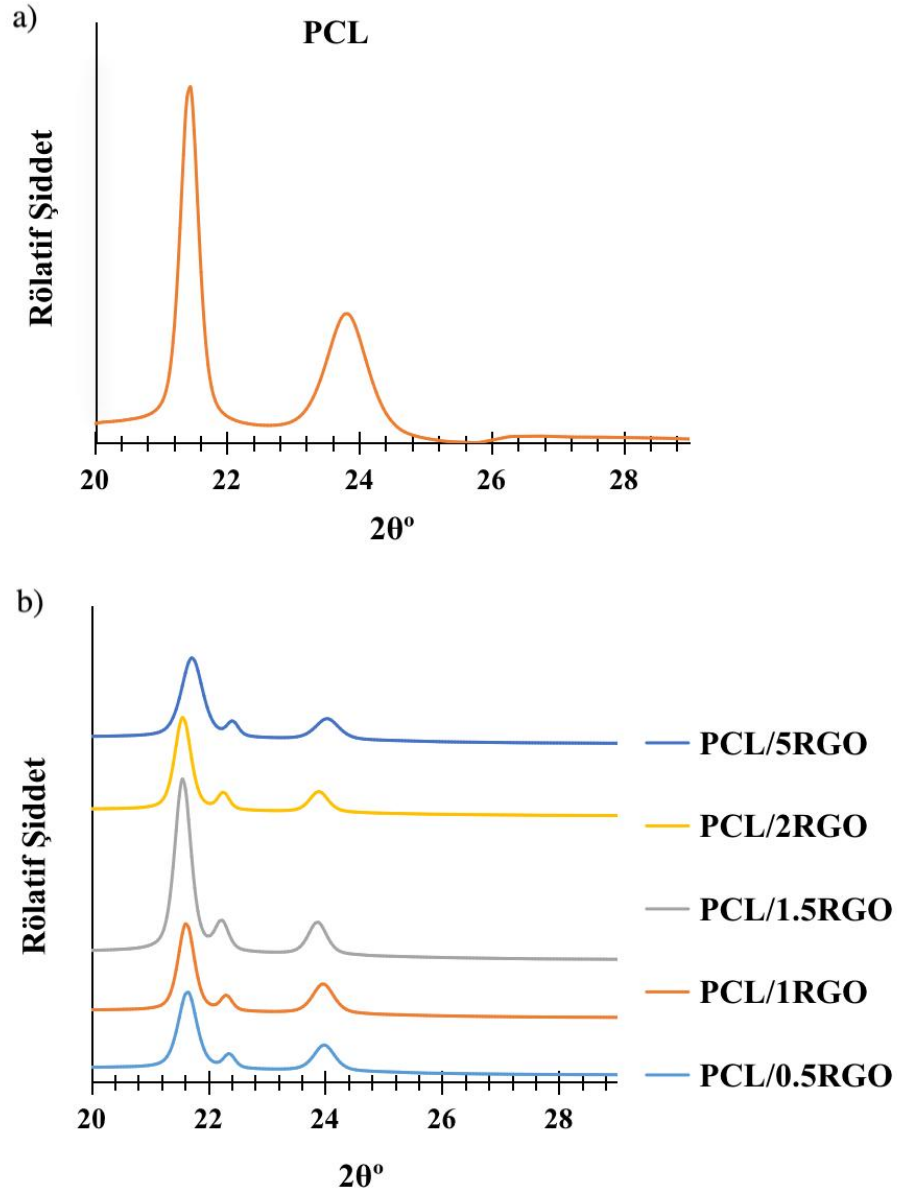 a)
PCL
Rölatif Şiddet
20 22 24 26 28
2θº
b)
Rölatif Şiddet
PCL/5RGO
PCL/2RGO
PCL/1.5RGO
PCL/1RGO
PCL/0.5RGO
20 22 24 26 28
2θº